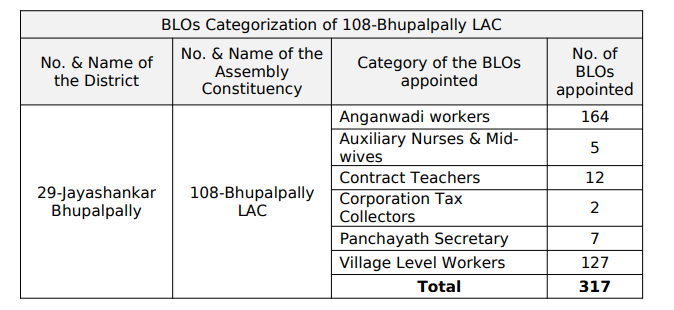 BLOs Categorization of 108-Bhupalpally LAC
No. & Name of
the District
No. & Name of the
Assembly
Constituency
Category of the BLOs
appointed
No. of
BLOs
appointed
29-Jayashankar
Bhupalpally
108-Bhupalpally
LAC
Anganwadi workers 164
Auxiliary Nurses & Mid-
wives 5
Contract Teachers 12
Corporation Tax
Collectors 2
Panchayath Secretary 7
Village Level Workers 127
Total 317